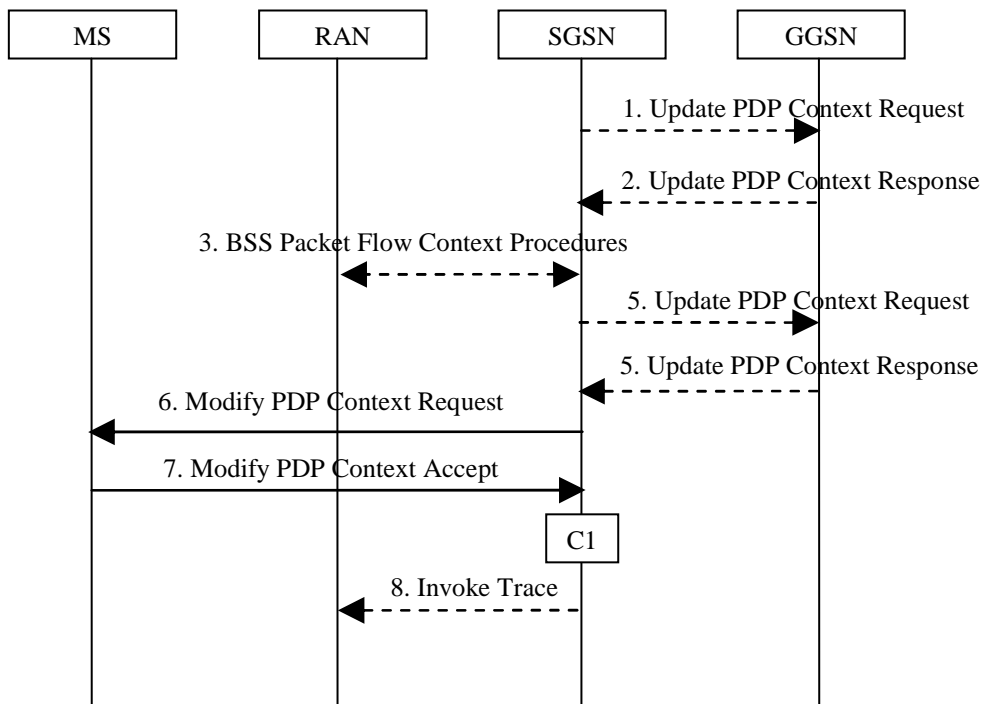 MS
RAN
SGSN
GGSN
1. Update PDP Context Request
2. Update PDP Context Response
3. BSS Packet Flow Context Procedures
5. Update PDP Context Request
5. Update PDP Context Response
6. Modify PDP Context Request
7. Modify PDP Context Accept
C1
8. Invoke Trace